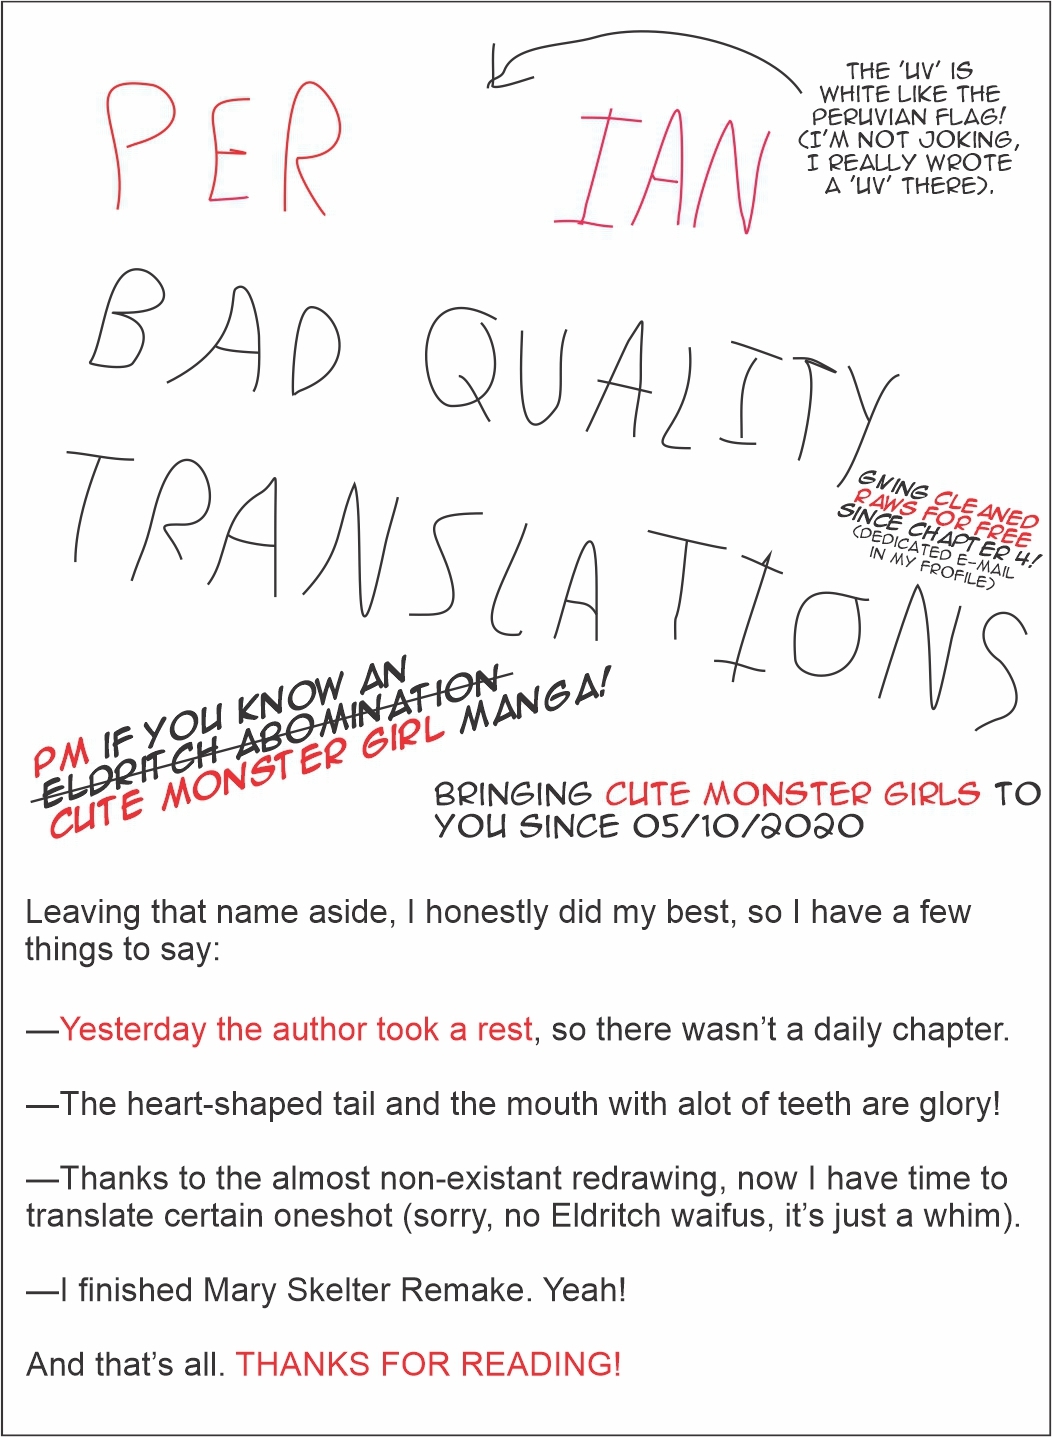 PER IAN
THE 'UV' IS
WHITE LIKE THE
PERUVIAN FLAG!
(I'M NOT JOKING,
I REALLY WROTE
A 'UV' THERE).
BAD QUALITY
TRANSLATIONS
GIVING CLEANED
RAWS FOR FREE
SINCE CHAPTER 4!
(DEDICATED E-MAIL
IN MY FROFILE)
PM IF YOU KNOW AN
ELDRITCH ABOMINATION
CUTE MONSTER GIRL MANGA!
BRINGING CUTE MONSTER GIRLS TO
YOU SINCE 05/10/2020
Leaving that name aside, I honestly did my best, so I have a few
things to say:
—Yesterday the author took a rest, so there wasn't a daily chapter.
—The heart-shaped tail and the mouth with alot of teeth are glory!
—Thanks to the almost non-existant redrawing, now I have time to
translate certain oneshot (sorry, no Eldritch waifus, it's just a whim).
—I finished Mary Skelter Remake. Yeah!
And that's all. THANKS FOR READING!